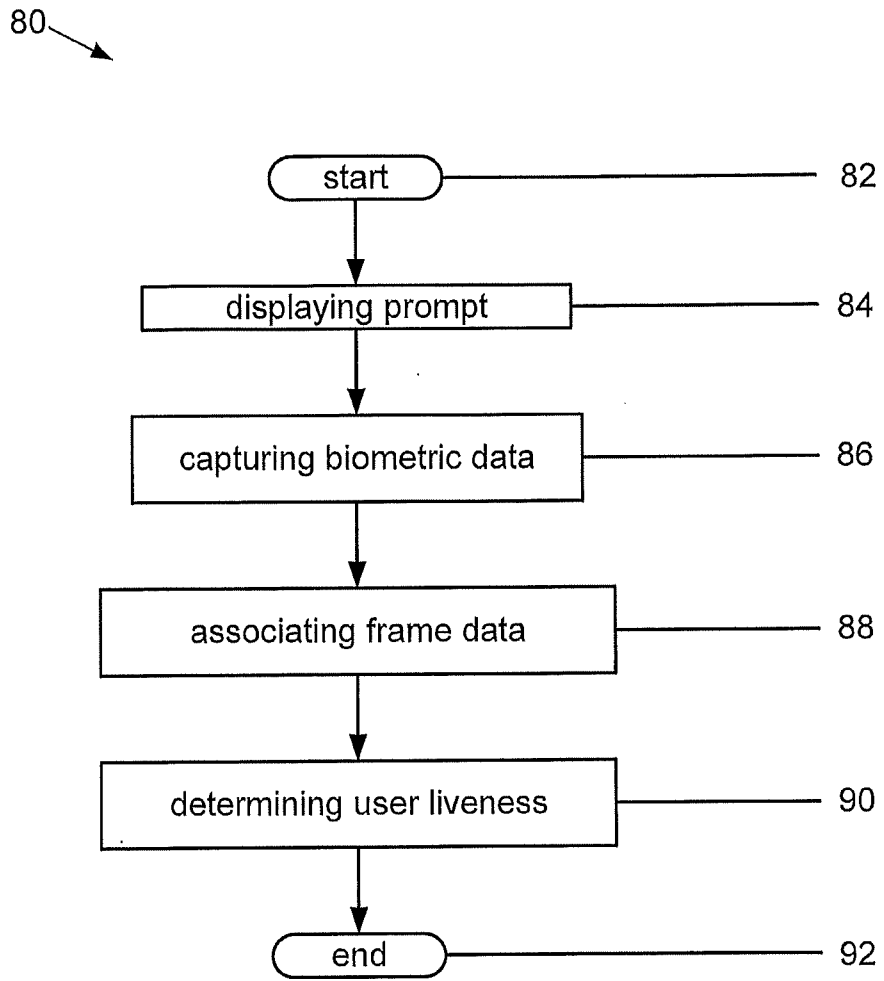 80
start 82
displaying prompt 84
capturing biometric data 86
associating frame data 88
determining user liveness 90
end 92